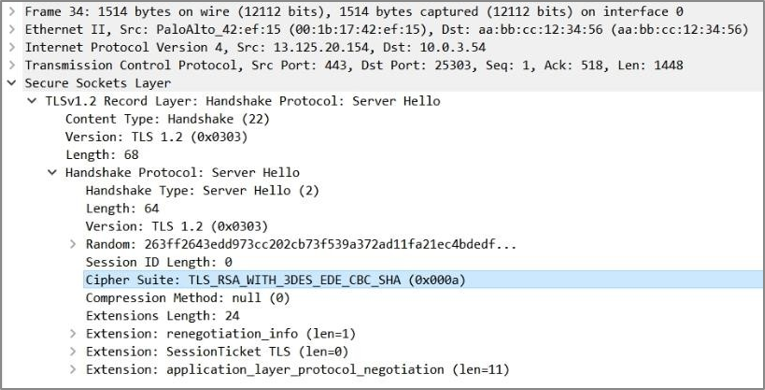 Frame 34: 1514 bytes on wire (12112 bits), 1514 bytes captured (12112 bits) on interface 0
Ethernet II, Src: PaloAlto_42:ef:15 (00:1b:17:42:ef:15), Dst: aa:bb:cc:12:34:56 (aa:bb:cc:12:34:56)
Internet Protocol Version 4, Src: 13.125.20.154, Dst: 10.0.3.54
Transmission Control Protocol, Src Port: 443, Dst Port: 25303, Seq: 1, Ack: 518, Len: 1448
Secure Sockets Layer
TLSv1.2 Record Layer: Handshake Protocol: Server Hello
Content Type: Handshake (22)
Version: TLS 1.2 (0x0303)
Length: 68
Handshake Protocol: Server Hello
Handshake Type: Server Hello (2)
Length: 64
Version: TLS 1.2 (0x0303)
Random: 263ff2643edd973cc202cb73f539a372ad11fa21ec4bdedf...
Session ID Length: 0
Cipher Suite: TLS_RSA_WITH_3DES_EDE_CBC_SHA (0x000a)
Compression Method: null (0)
Extensions Length: 24
Extension: renegotiation_info (len=1)
Extension: SessionTicket TLS (len=0)
Extension: application_layer_protocol_negotiation (len=11)